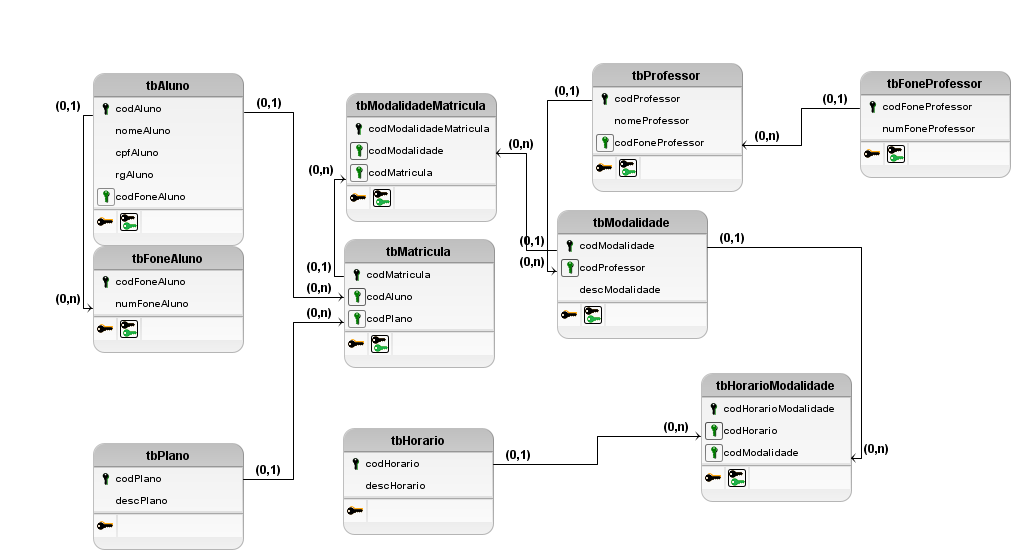 tbAluno
codAluno
nomeAluno
cpfAluno
rgAluno
codFoneAluno
(0,1)
(0,1)
tbFoneAluno
codFoneAluno
numFoneAluno
(0,n)
tbModalidadeMatricula
codModalidadeMatricula
codModalidade
codMatricula
(0,n)
(0,n)
tbMatricula
codMatricula
codAluno
codPlano
(0,1)
(0,n)
(0,n)
tbProfessor
codProfessor
nomeProfessor
codFoneProfessor
(0,1)
(0,n)
tbFoneProfessor
codFoneProfessor
numFoneProfessor
(0,1)
tbModalidade
codModalidade
codProfessor
descModalidade
(0,1)
(0,n)
(0,1)
tbPlano
codPlano
descPlano
(0,1)
tbHorario
codHorario
descHorario
(0,1)
tbHorarioModalidade
codHorarioModalidade
codHorario
codModalidade
(0,n)
(0,n)